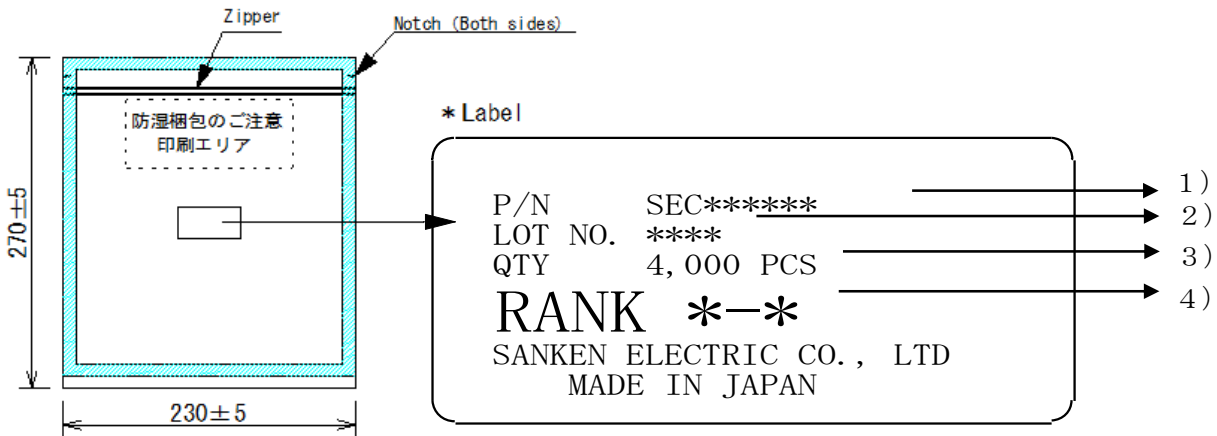 Zipper
Notch (Both sides)
防湿梱包のご注意
印刷エリア
270±5
230±5
*Label
P/N SEC****** 1)
LOT NO. **** 2)
QTY 4,000 PCS 3)
RANK *-* 4)
SANKEN ELECTRIC CO., LTD
MADE IN JAPAN